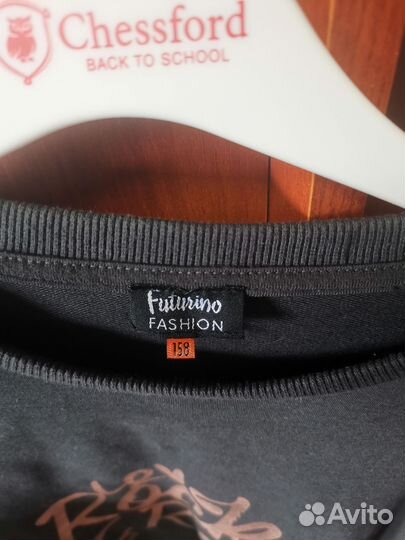 Chessford
BACK TO SCHOOL
Futurino
FASHION
158
Avito